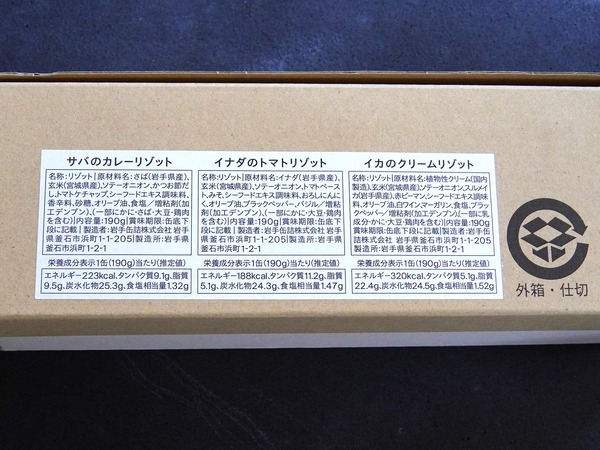 サバのカレーリゾット
名称:リゾット|原材料名:さば(岩手県産)、
玄米(宮城県産)、ソテーオニオン、かつお節だ
し、トマトケチャップ、シーフードエキス調味料、
香辛料、砂糖、オリーブ油、食塩／増粘剤
(加工デンプン)、(一部にかに・さば・大豆・鶏肉
を含む)|内容量:190g|賞味期限:缶底下
段に記載|製造者:岩手缶詰株式会社 岩手
県釜石市浜町1-1-205|製造所:岩手県
釜石市浜町1-2-1
栄養成分表示1缶(190g)当たり(推定値)
エネルギー223kcal、タンパク質9.1g、脂質
9.5g、炭水化物25.3g、食塩相当量1.32g
イナダのトマトリゾット
名称:リゾット|原材料名:イナダ(岩手県産)、
玄米(宮城県産)、ソテーオニオン、トマトペース
ト、みそ、シーフードエキス調味料、おろしにんに
く、オリーブ油、ブラックペッパー、バジル／増粘
剤(加工デンプン)、(一部にかに・大豆・鶏肉
を含む)|内容量:190g|賞味期限:缶底下
段に記載|製造者:岩手缶詰株式会社 岩手
県釜石市浜町1-1-205|製造所:岩手県
釜石市浜町1-2-1
栄養成分表示1缶(190g)当たり(推定値)
エネルギー188kcal、タンパク質11.2g、脂質
5.1g、炭水化物24.3g、食塩相当量1.47g
イカのクリームリゾット
名称:リゾット|原材料名:植物性クリーム(国内
製造)、玄米(宮城県産)、ソテーオニオン、スルメイ
カ(岩手県産)、赤ピーマン、シーフードエキス調味
料、オリーブ油、白ワイン、マーガリン、食塩、ブラック
ペッパー／増粘剤(加工デンプン)、(一部に乳
成分・かに・大豆・鶏肉を含む)|内容量:190g
賞味期限:缶底下段に記載|製造者:岩手缶
詰株式会社 岩手県釜石市浜町1-1-205
製造所:岩手県釜石市浜町1-2-1
栄養成分表示1缶(190g)当たり(推定値)
エネルギー320kcal、タンパク質5.1g、脂質
22.4g、炭水化物24.5g、食塩相当量1.52g
外箱・仕切